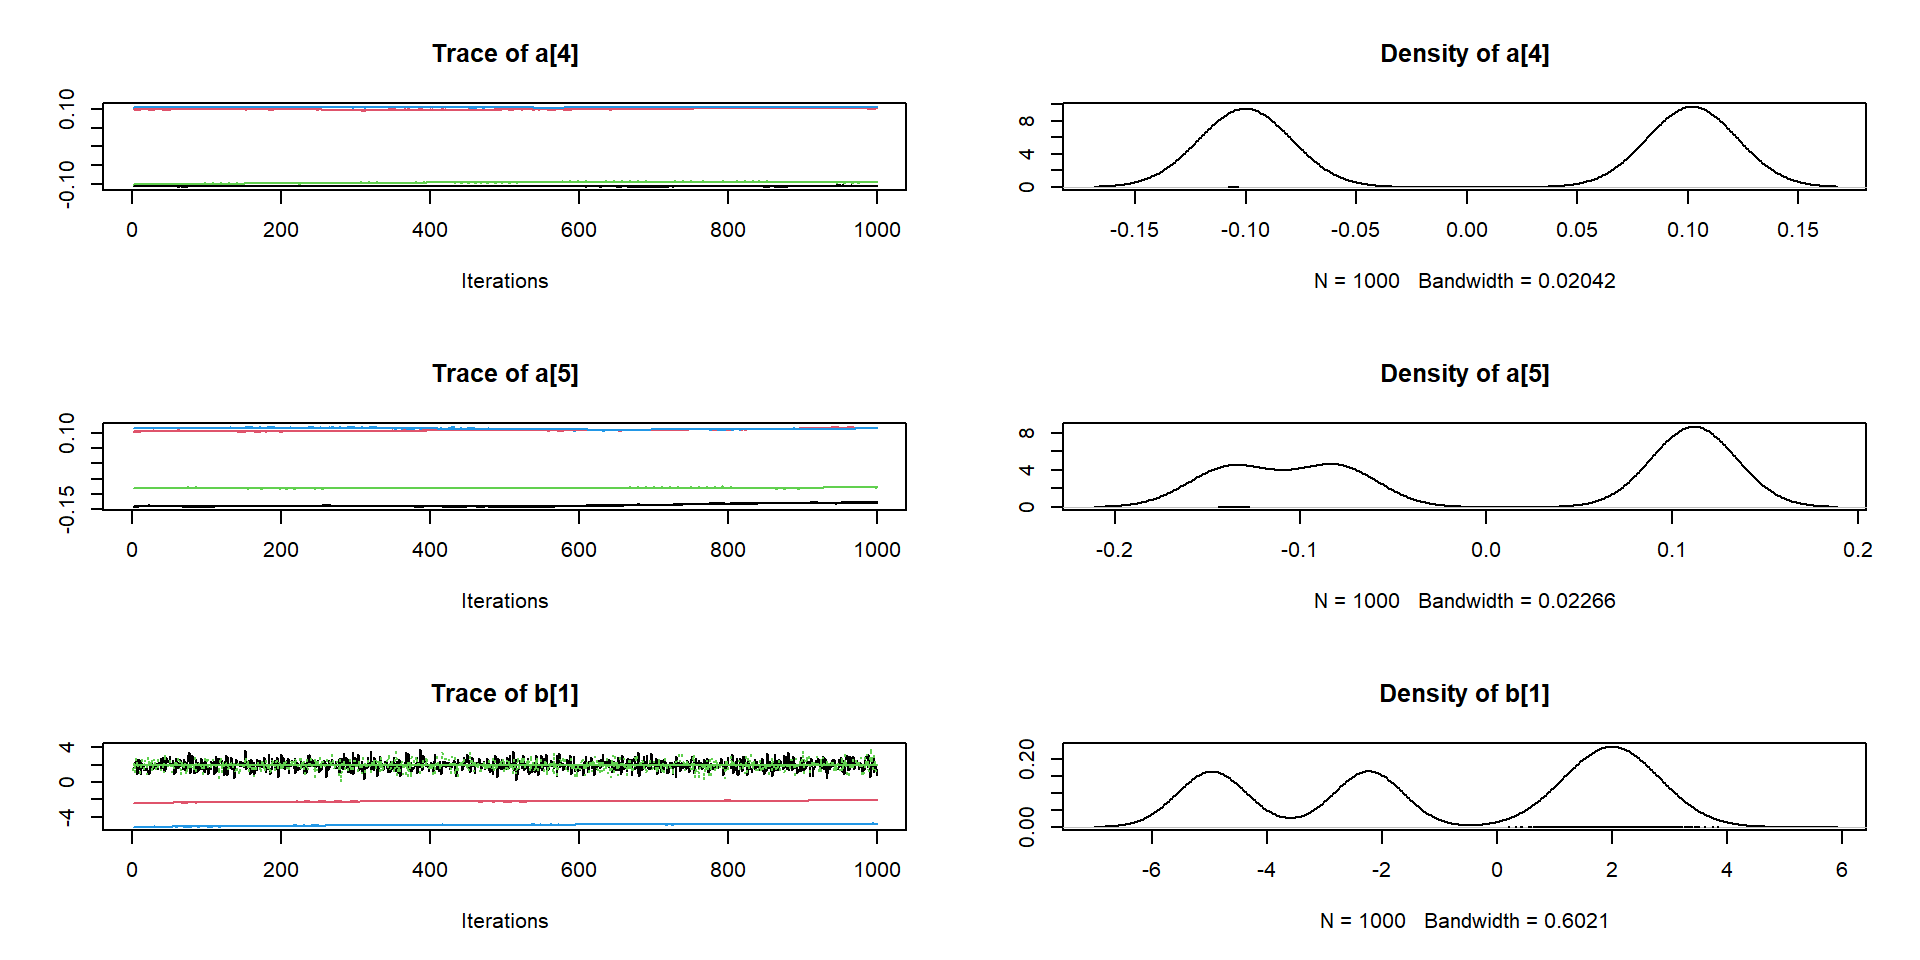 Trace of a[4]
0.10
-0.10
0 200 400 600 800 1000
Iterations
Density of a[4]
8
4
0
-0.15 -0.10 -0.05 0.00 0.05 0.10 0.15
N = 1000 Bandwidth = 0.02042
Trace of a[5]
0.10
-0.15
0 200 400 600 800 1000
Iterations
Density of a[5]
8
4
0
-0.2 -0.1 0.0 0.1 0.2
N = 1000 Bandwidth = 0.02266
Trace of b[1]
4
0
-4
0 200 400 600 800 1000
Iterations
Density of b[1]
0.20
0.00
-6 -4 -2 0 2 4 6
N = 1000 Bandwidth = 0.6021